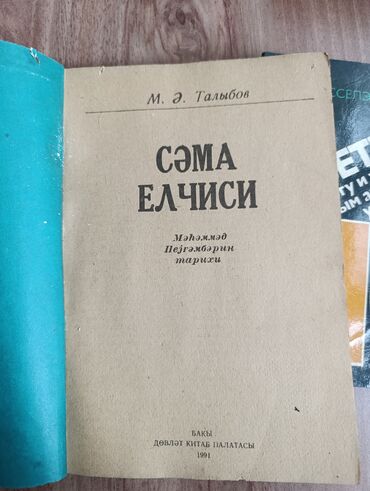 М. Ә. Талыбов
СӘМА
ЕЛЧИСИ
Мәһәммәд
Пејғәмбәрин
тарихи
БАКЫ
ДӨВЛӘТ КИТАБ ПАЛАТАСЫ
1991